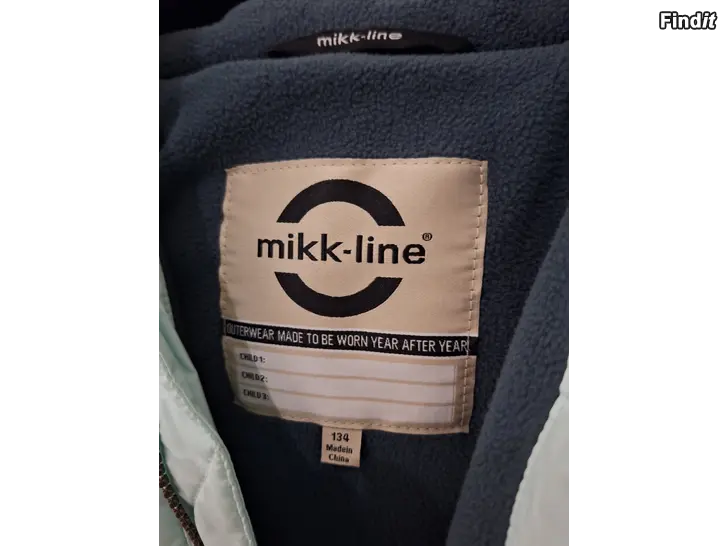 Findit
mikk-line
mikk-line®
OUTERWEAR MADE TO BE WORN YEAR AFTER YEAR
CHILD 1:
CHILD 2:
CHILD 3:
134
Made in
China